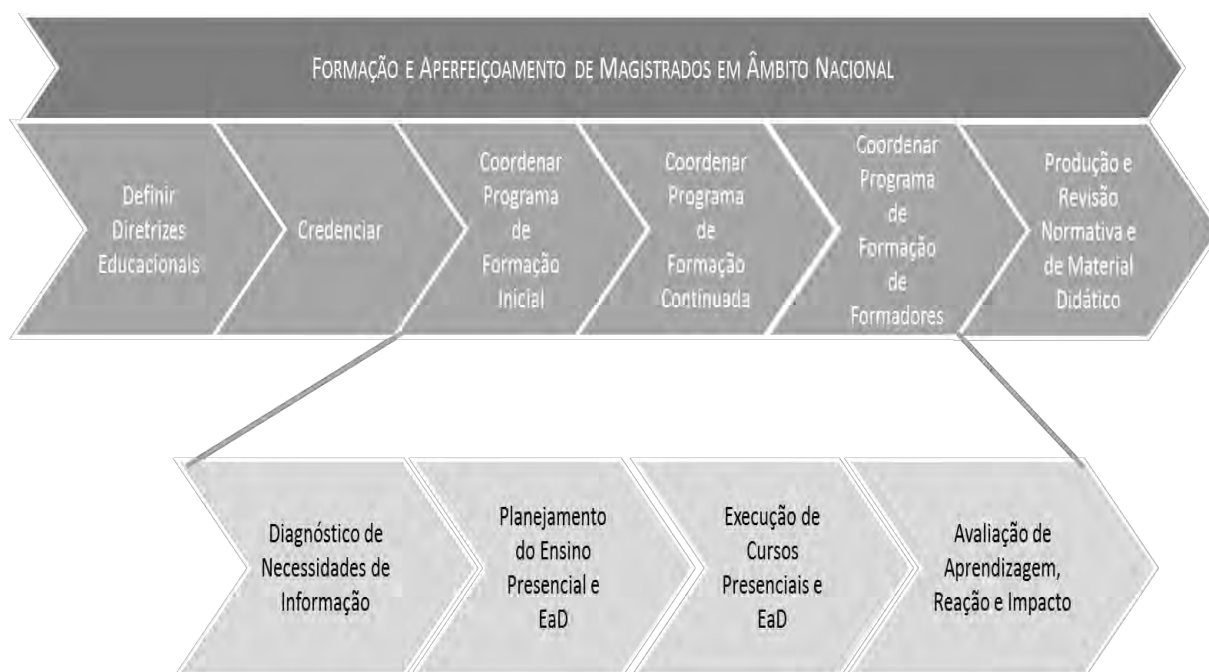 FORMAÇÃO E APERFEIÇOAMENTO DE MAGISTRADOS EM ÂMBITO NACIONAL
Definir
Diretrizes
Educacionais
Credenciar
Coordenar
Programa
de
Formação
Inicial
Coordenar
Programa
de
Formação
Continuada
Coordenar
Programa
de
Formação
de
Formadores
Produção e
Revisão
Normativa e
de Material
Didático
Diagnóstico de
Necessidades de
Informação
Planejamento
do Ensino
Presencial e
EaD
Execução de
Cursos
Presenciais e
EaD
Avaliação de
Aprendizagem,
Reação e Impacto